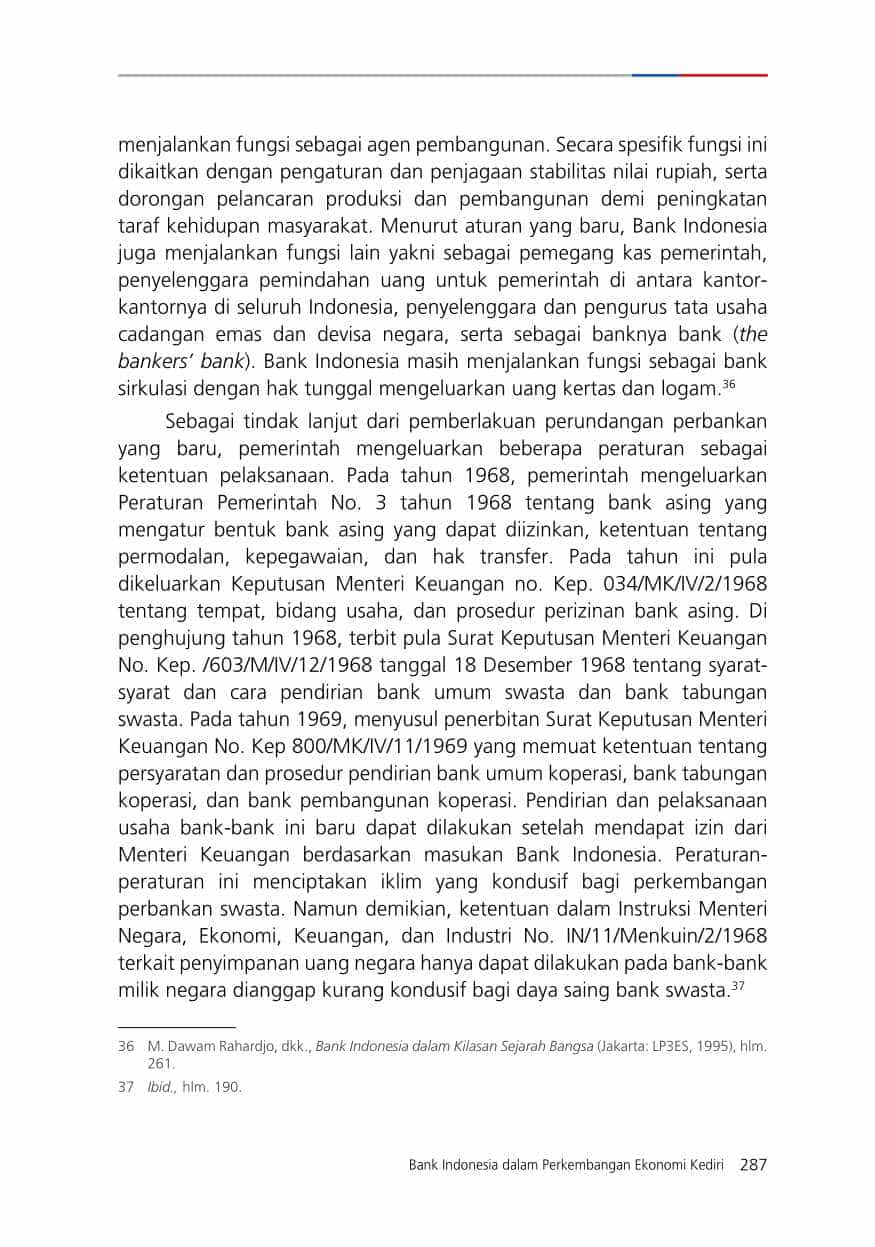 menjalankan fungsi sebagai agen pembangunan. Secara spesifik fungsi ini
dikaitkan dengan pengaturan dan penjagaan stabilitas nilai rupiah, serta
dorongan pelancaran produksi dan pembangunan demi peningkatan
taraf kehidupan masyarakat. Menurut aturan yang baru, Bank Indonesia
juga menjalankan fungsi lain yakni sebagai pemegang kas pemerintah,
penyelenggara pemindahan uang untuk pemerintah di antara kantor-
kantornya di seluruh Indonesia, penyelenggara dan pengurus tata usaha
cadangan emas dan devisa negara, serta sebagai banknya bank (the
bankers’ bank). Bank Indonesia masih menjalankan fungsi sebagai bank
sirkulasi dengan hak tunggal mengeluarkan uang kertas dan logam.36
Sebagai tindak lanjut dari pemberlakuan perundangan perbankan
yang baru, pemerintah mengeluarkan beberapa peraturan sebagai
ketentuan pelaksanaan. Pada tahun 1968, pemerintah mengeluarkan
Peraturan Pemerintah No. 3 tahun 1968 tentang bank asing yang
mengatur bentuk bank asing yang dapat diizinkan, ketentuan tentang
permodalan, kepegawaian, dan hak transfer. Pada tahun ini pula
dikeluarkan Keputusan Menteri Keuangan no. Kep. 034/MK/IV/2/1968
tentang tempat, bidang usaha, dan prosedur perizinan bank asing. Di
penghujung tahun 1968, terbit pula Surat Keputusan Menteri Keuangan
No. Kep. /603/M/IV/12/1968 tanggal 18 Desember 1968 tentang syarat-
syarat dan cara pendirian bank umum swasta dan bank tabungan
swasta. Pada tahun 1969, menyusul penerbitan Surat Keputusan Menteri
Keuangan No. Kep 800/MK/IV/11/1969 yang memuat ketentuan tentang
persyaratan dan prosedur pendirian bank umum koperasi, bank tabungan
koperasi, dan bank pembangunan koperasi. Pendirian dan pelaksanaan
usaha bank-bank ini baru dapat dilakukan setelah mendapat izin dari
Menteri Keuangan berdasarkan masukan Bank Indonesia. Peraturan-
peraturan ini menciptakan iklim yang kondusif bagi perkembangan
perbankan swasta. Namun demikian, ketentuan dalam Instruksi Menteri
Negara, Ekonomi, Keuangan, dan Industri No. IN/11/Menkuin/2/1968
terkait penyimpanan uang negara hanya dapat dilakukan pada bank-bank
milik negara dianggap kurang kondusif bagi daya saing bank swasta.37
36 M. Dawam Rahardjo, dkk., Bank Indonesia dalam Kilasan Sejarah Bangsa (Jakarta: LP3ES, 1995), hlm.
261.
37 Ibid., hlm. 190.
Bank Indonesia dalam Perkembangan Ekonomi Kediri 287